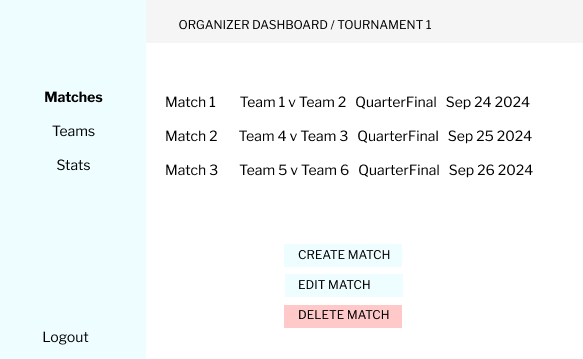 ORGANIZER DASHBOARD / TOURNAMENT 1
Matches
Teams
Stats
Logout
Match 1 Team 1 v Team 2 QuarterFinal Sep 24 2024
Match 2 Team 4 v Team 3 QuarterFinal Sep 25 2024
Match 3 Team 5 v Team 6 QuarterFinal Sep 26 2024
CREATE MATCH
EDIT MATCH
DELETE MATCH